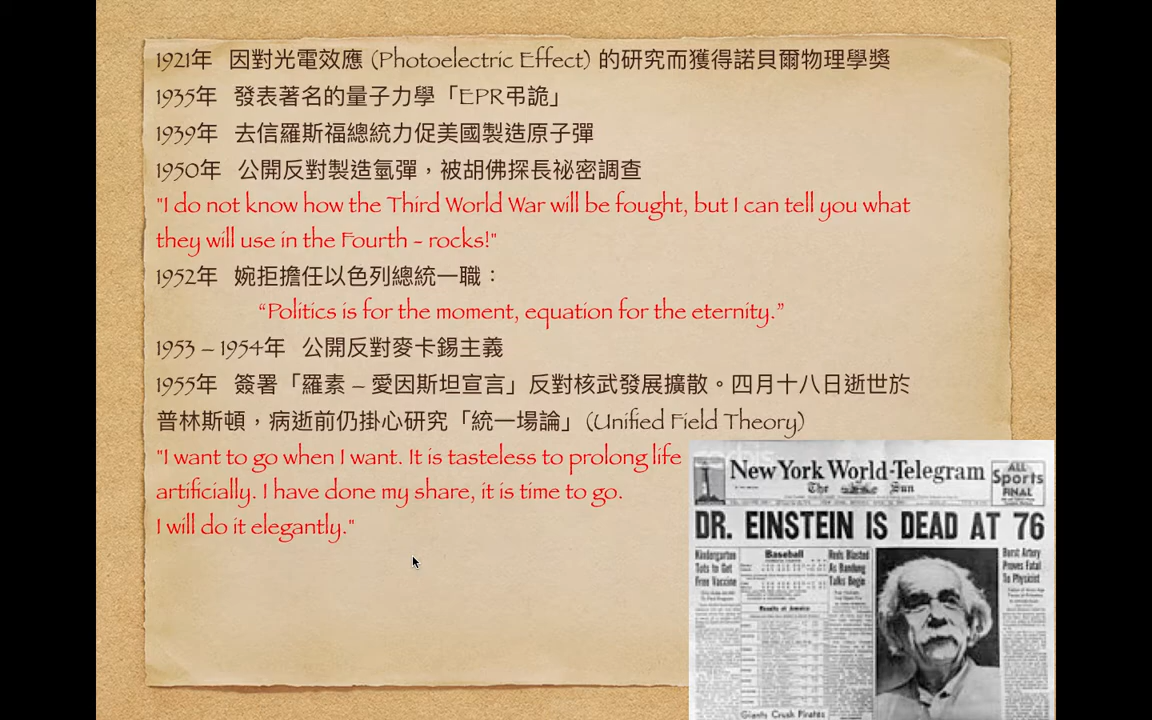 1921年 因對光電效應 (Photoelectric Effect) 的研究而獲得諾貝爾物理學獎
1935年 發表著名的量子力學「EPR弔詭」
1939年 去信羅斯福總統力促美國製造原子彈
1950年 公開反對製造氫彈，被胡佛探長祕密調查
"I do not know how the Third World War will be fought, but I can tell you what
they will use in the Fourth - rocks!"
1952年 婉拒擔任以色列總統一職：
“Politics is for the moment, equation for the eternity.”
1953 – 1954年 公開反對麥卡錫主義
1955年 簽署「羅素 – 愛因斯坦宣言」反對核武發展擴散。四月十八日逝世於
普林斯頓，病逝前仍掛心研究「統一場論」(Unified Field Theory)
"I want to go when I want. It is tasteless to prolong life
artificially. I have done my share, it is time to go.
I will do it elegantly."
New York World-Telegram
The Sun
ALL
Sports
FINAL
DR. EINSTEIN IS DEAD AT 76
Kindergarten
Tots to Get
Free Vaccine
Baseball
Reds Blasted
As Bandung
Talks Begin
Burst Artery
Proves Fatal
To Physicist
Giants Crush Pirates